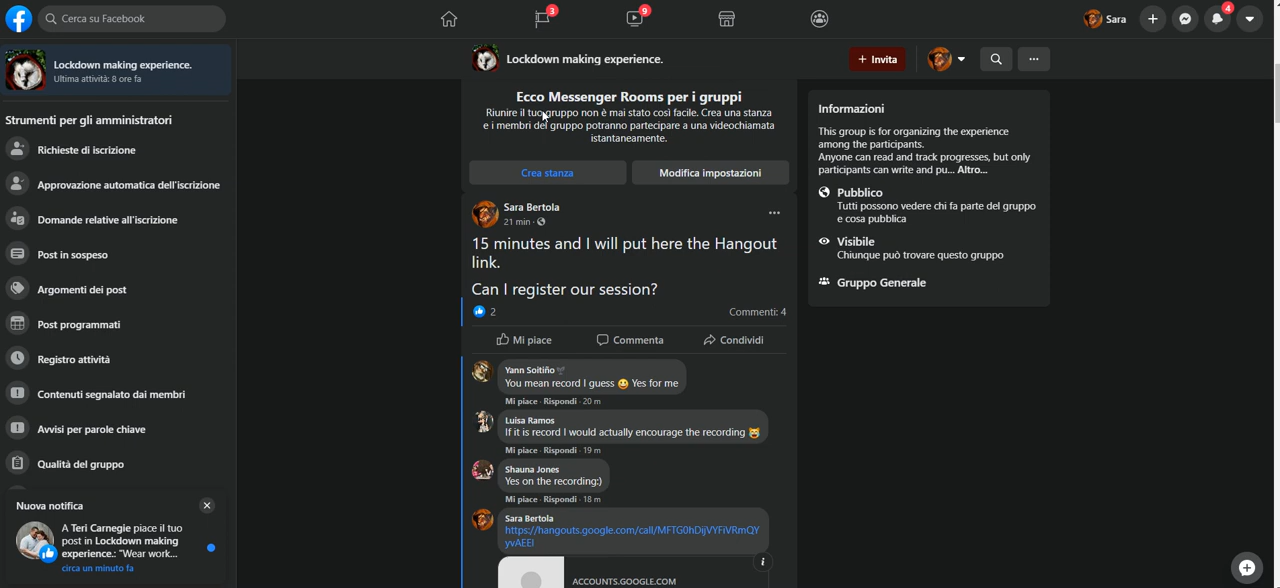 Cerca su Facebook
3
9
Sara
4
Lockdown making experience.
Ultima attività: 8 ore fa
Strumenti per gli amministratori
Richieste di iscrizione
Approvazione automatica dell'iscrizione
Domande relative all'iscrizione
Post in sospeso
Argomenti dei post
Post programmati
Registro attività
Contenuti segnalato dai membri
Avvisi per parole chiave
Qualità del gruppo
Nuova notifica
A Teri Carnegie piace il tuo
post in Lockdown making
experience.: "Wear work...
circa un minuto fa
Lockdown making experience.
+ Invita
Ecco Messenger Rooms per i gruppi
Riunire il tuo gruppo non è mai stato così facile. Crea una stanza
e i membri del gruppo potranno partecipare a una videochiamata
istantaneamente.
Crea stanza
Modifica impostazioni
Sara Bertola
21 min ·
15 minutes and I will put here the Hangout
link.
Can I register our session?
2
Commenti: 4
Mi piace
Commenta
Condividi
Yann Soitiño
You mean record I guess 😀 Yes for me
Mi piace · Rispondi · 20 m
Luisa Ramos
If it is record I would actually encourage the recording 😸
Mi piace · Rispondi · 19 m
Shauna Jones
Yes on the recording:)
Mi piace · Rispondi · 18 m
Sara Bertola
https://hangouts.google.com/call/MFTG0hDijVYFiVRmQY
yvAEEI
ACCOUNTS.GOOGLE.COM
Informazioni
This group is for organizing the experience
among the participants.
Anyone can read and track progresses, but only
participants can write and pu... Altro...
Pubblico
Tutti possono vedere chi fa parte del gruppo
e cosa pubblica
Visibile
Chiunque può trovare questo gruppo
Gruppo Generale